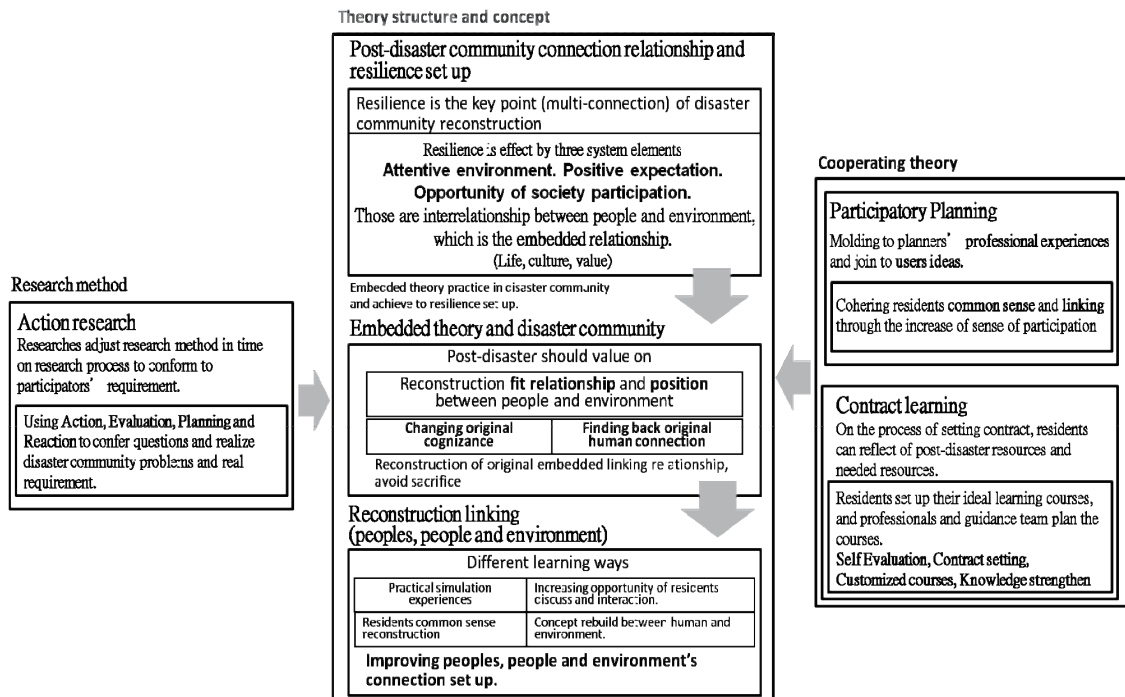 Theory structure and concept
Post-disaster community connection relationship and
resilience set up
Resilience is the key point (multi-connection) of disaster
community reconstruction
Resilience is effect by three system elements
Attentive environment. Positive expectation.
Opportunity of society participation.
Those are interrelationship between people and environment,
which is the embedded relationship.
(Life, culture, value)
Embecded theory practice in cisaster community
and achieve to resilience set up.
Embedded theory and disaster community
Post-disaster should value on
Reconstruction fit relationship and position
between people and environment
Changing original
cognizance
Finding back original
human connection
Reconstruction of original embedded linking re ationship,
avoid sacrifice
Reconstruction linking
(peoples, people and environment)
Different learning ways
Practical simulation
experiences
Increasing opportunity of residents
ciscuss and interaction.
Residents common sense
reconstruction
Concept rebuild between human and
environment.
Improving peoples, people and environment's
connection set up.
Research method
Action research
Researches adjust research method in time
on research process to conform to
participators' requirement.
Using Action, Evaluation, Planning and
Reaction to confer questions and realize
disaster community problems and real
requirement.
Cooperating theory
Participatory Planning
Molding to planners' professional experiences
and join to users ideas.
Cohering residents common sense and linking
through the increase of sense of participation
Contract learning
On the process of setting contract, residents
can reflect of post-disaster resources and
needed resources.
Residents set up their ideal learning courses,
and professionals and guidance team plan the
courses.
Self Evaluation, Contract setting,
Customized courses, Knowledge strengthen